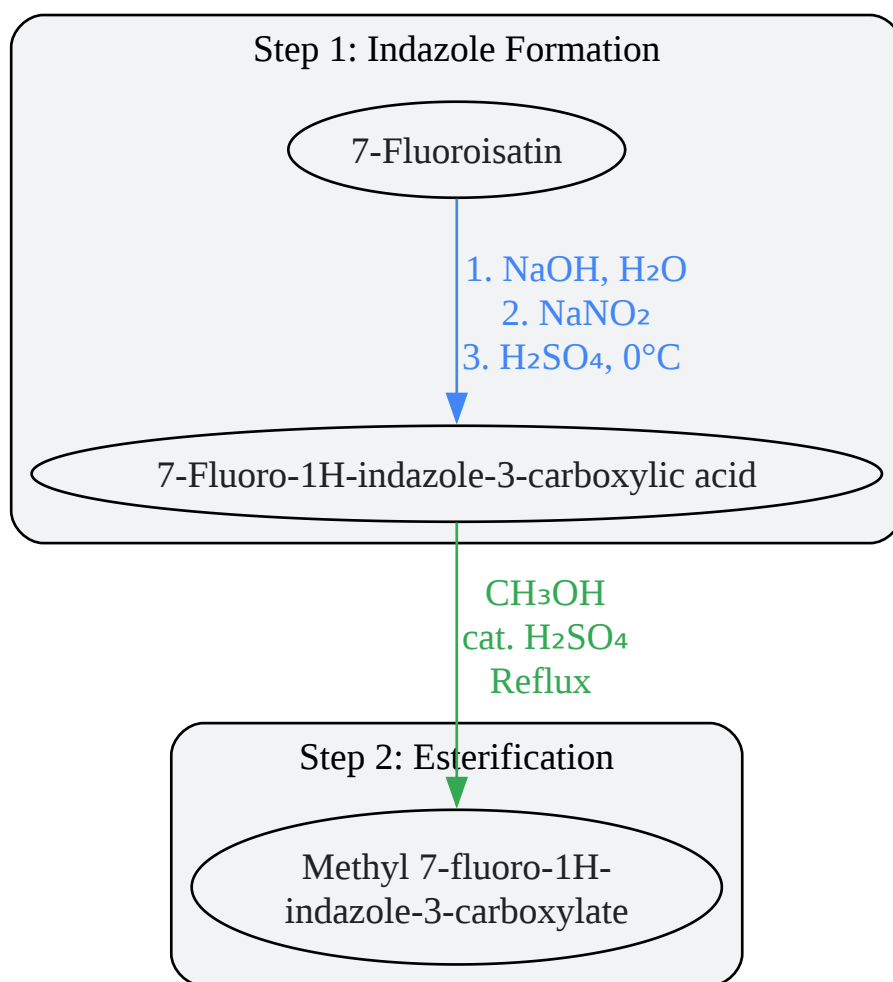 Step 1: Indazole Formation
7-Fluoroisatin
1. NaOH, H₂O
2. NaNO₂
3. H₂SO₄, 0°C
7-Fluoro-1H-indazole-3-carboxylic acid
CH₃OH
cat. H₂SO₄
Reflux
Step 2: Esterification
Methyl 7-fluoro-1H-
indazole-3-carboxylate